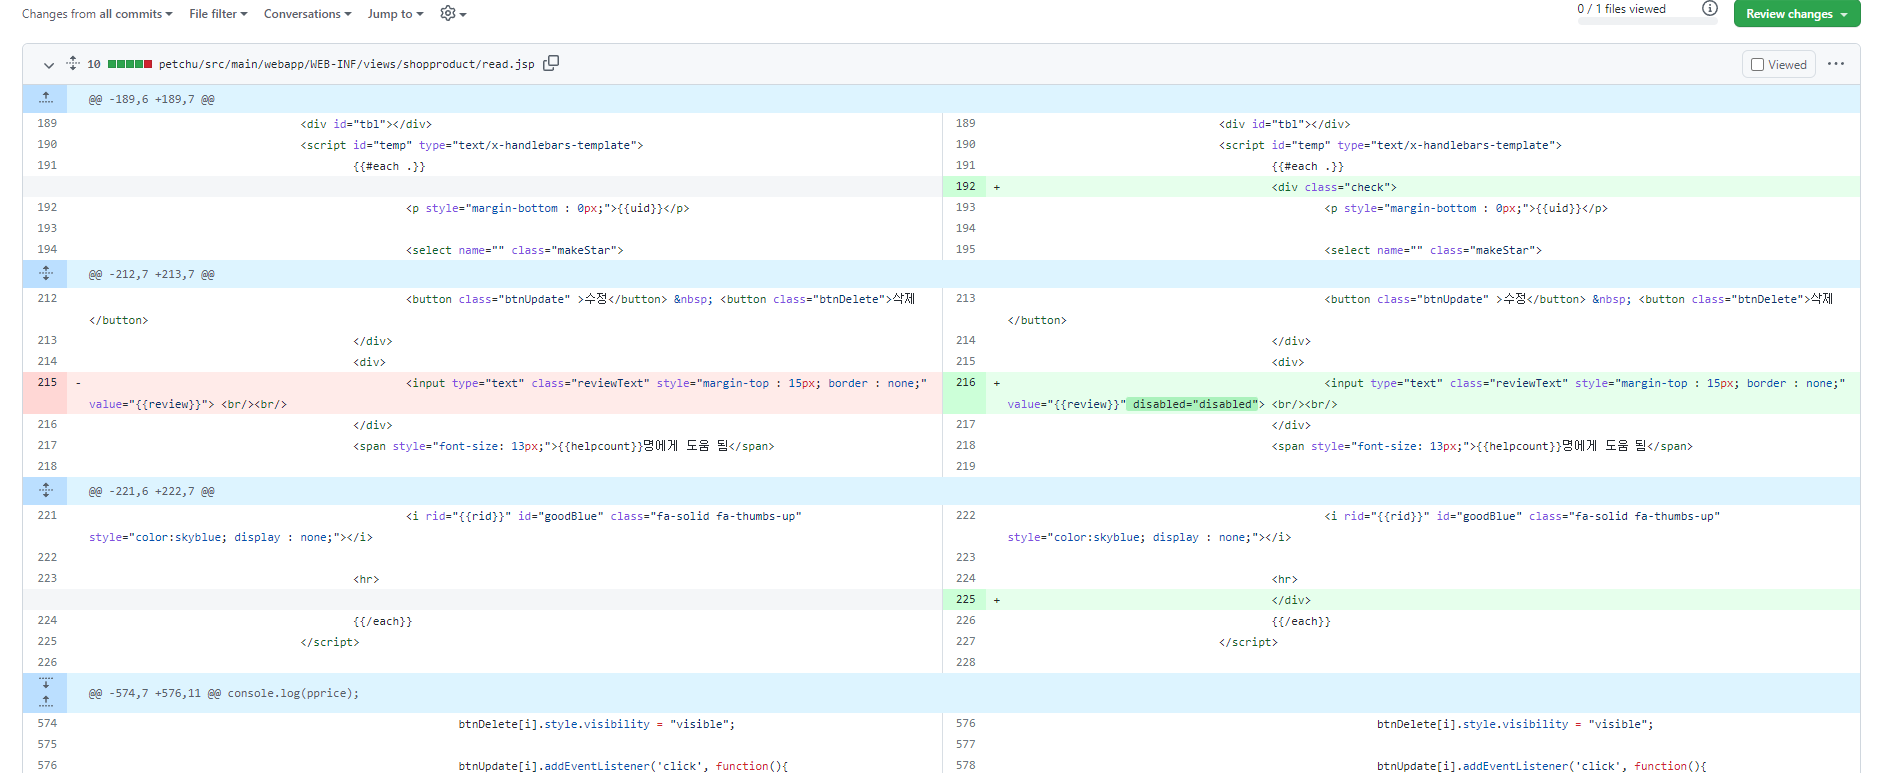 Changes from all commits File filter Conversations Jump to
0 / 1 files viewed Review changes
10 petchu/src/main/webapp/WEB-INF/views/shopproduct/read.jsp Viewed ...
@@ -189,6 +189,7 @@
189 <div id="tbl"></div> 189 <div id="tbl"></div>
190 <script id="temp" type="text/x-handlebars-template"> 190 <script id="temp" type="text/x-handlebars-template">
191 {{#each .}} 191 {{#each .}}
192 + <div class="check">
192 <p style="margin-bottom : 0px;">{{uid}}</p> 193 <p style="margin-bottom : 0px;">{{uid}}</p>
193 194
194 <select name="" class="makeStar"> 195 <select name="" class="makeStar">
@@ -212,7 +213,7 @@
212 <button class="btnUpdate" >수정</button> &nbsp; <button class="btnDelete">삭제 213 <button class="btnUpdate" >수정</button> &nbsp; <button class="btnDelete">삭제
</button> </button>
213 </div> 214 </div>
214 <div> 215 <div>
215 - <input type="text" class="reviewText" style="margin-top : 15px; border : none;" 216 + <input type="text" class="reviewText" style="margin-top : 15px; border : none;"
value="{{review}}"> <br/><br/> value="{{review}}" disabled="disabled"> <br/><br/>
216 </div> 217 </div>
217 <span style="font-size: 13px;">{{helpcount}}명에게 도움 됨</span> 218 <span style="font-size: 13px;">{{helpcount}}명에게 도움 됨</span>
218 219
@@ -221,6 +222,7 @@
221 <i rid="{{rid}}" id="goodBlue" class="fa-solid fa-thumbs-up" 222 <i rid="{{rid}}" id="goodBlue" class="fa-solid fa-thumbs-up"
style="color:skyblue; display : none;"></i> style="color:skyblue; display : none;"></i>
222 223
223 <hr> 224 <hr>
225 + </div>
224 {{/each}} 226 {{/each}}
225 </script> 227 </script>
226 228
@@ -574,7 +576,11 @@ console.log(pprice);
574 btnDelete[i].style.visibility = "visible"; 576 btnDelete[i].style.visibility = "visible";
575 577
576 btnUpdate[i].addEventListener('click', function(){ 578 btnUpdate[i].addEventListener('click', function(){